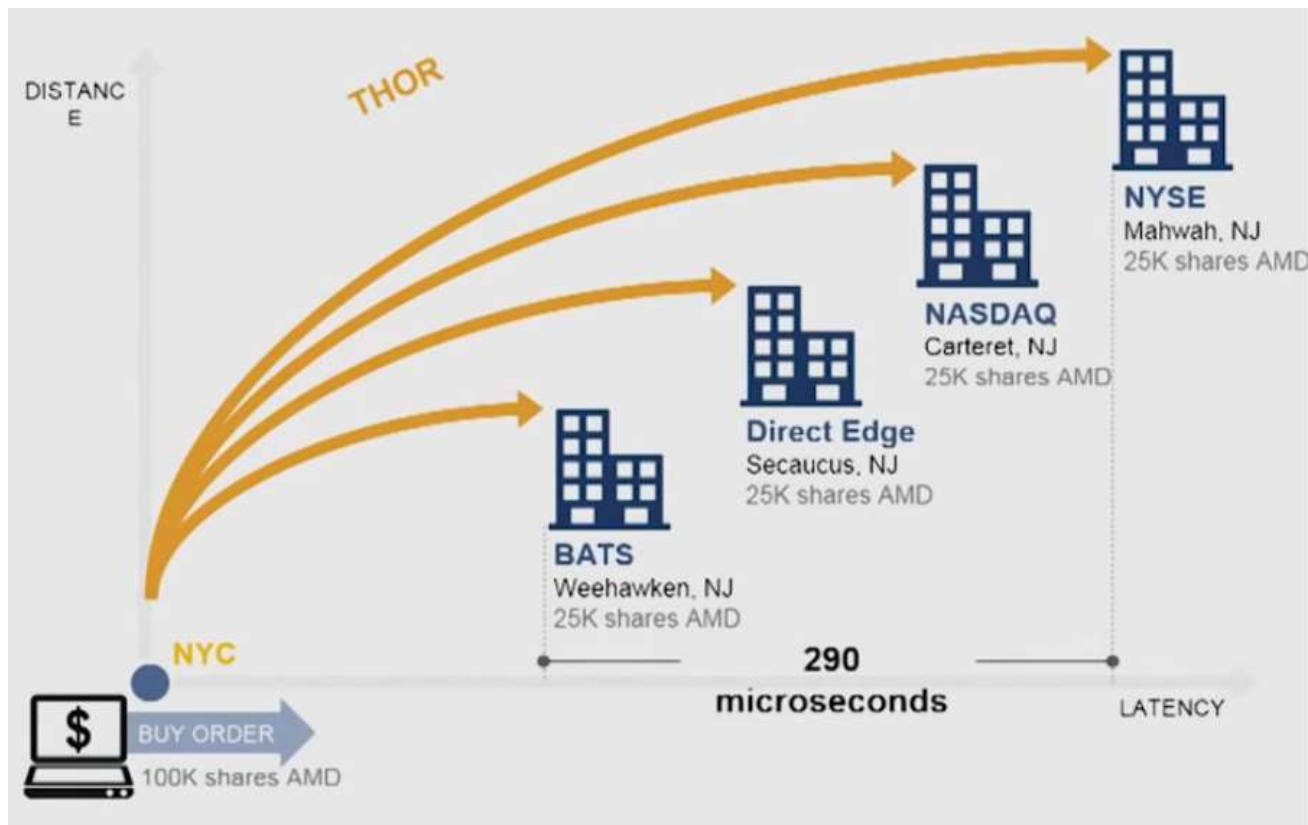 DISTANC
E
THOR
NYSE
Mahwah, NJ
25K shares AMD
NASDAQ
Carteret, NJ
25K shares AMD
Direct Edge
Secaucus, NJ
25K shares AMD
BATS
Weehawken, NJ
25K shares AMD
290
microseconds
LATENCY
NYC
$
BUY ORDER
100K shares AMD